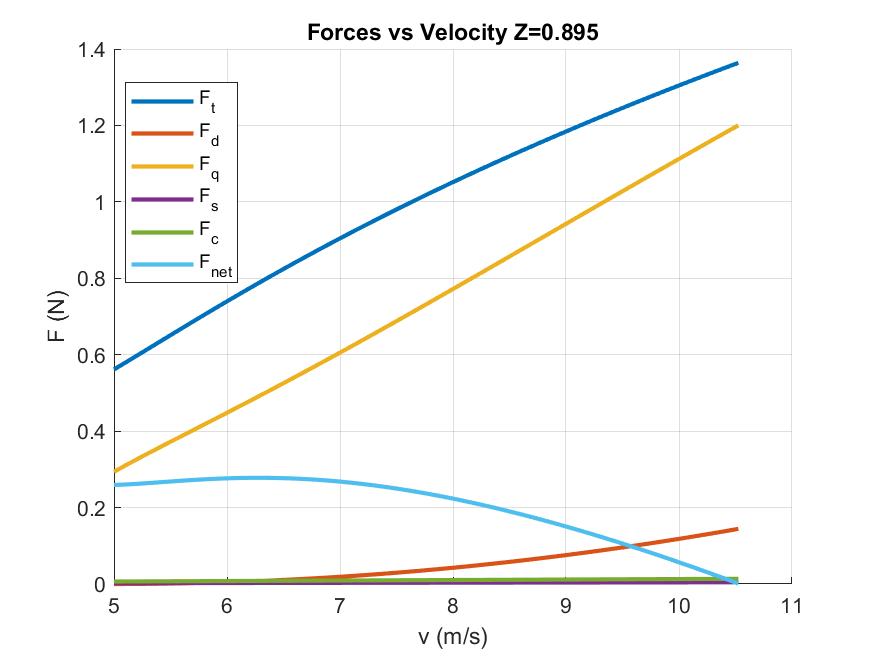 Forces vs Velocity Z=0.895
1.4
1.2
1
0.8
0.6
0.4
0.2
0
F (N)
F_t
F_d
F_q
F_s
F_c
F_net
5 6 7 8 9 10 11
v (m/s)